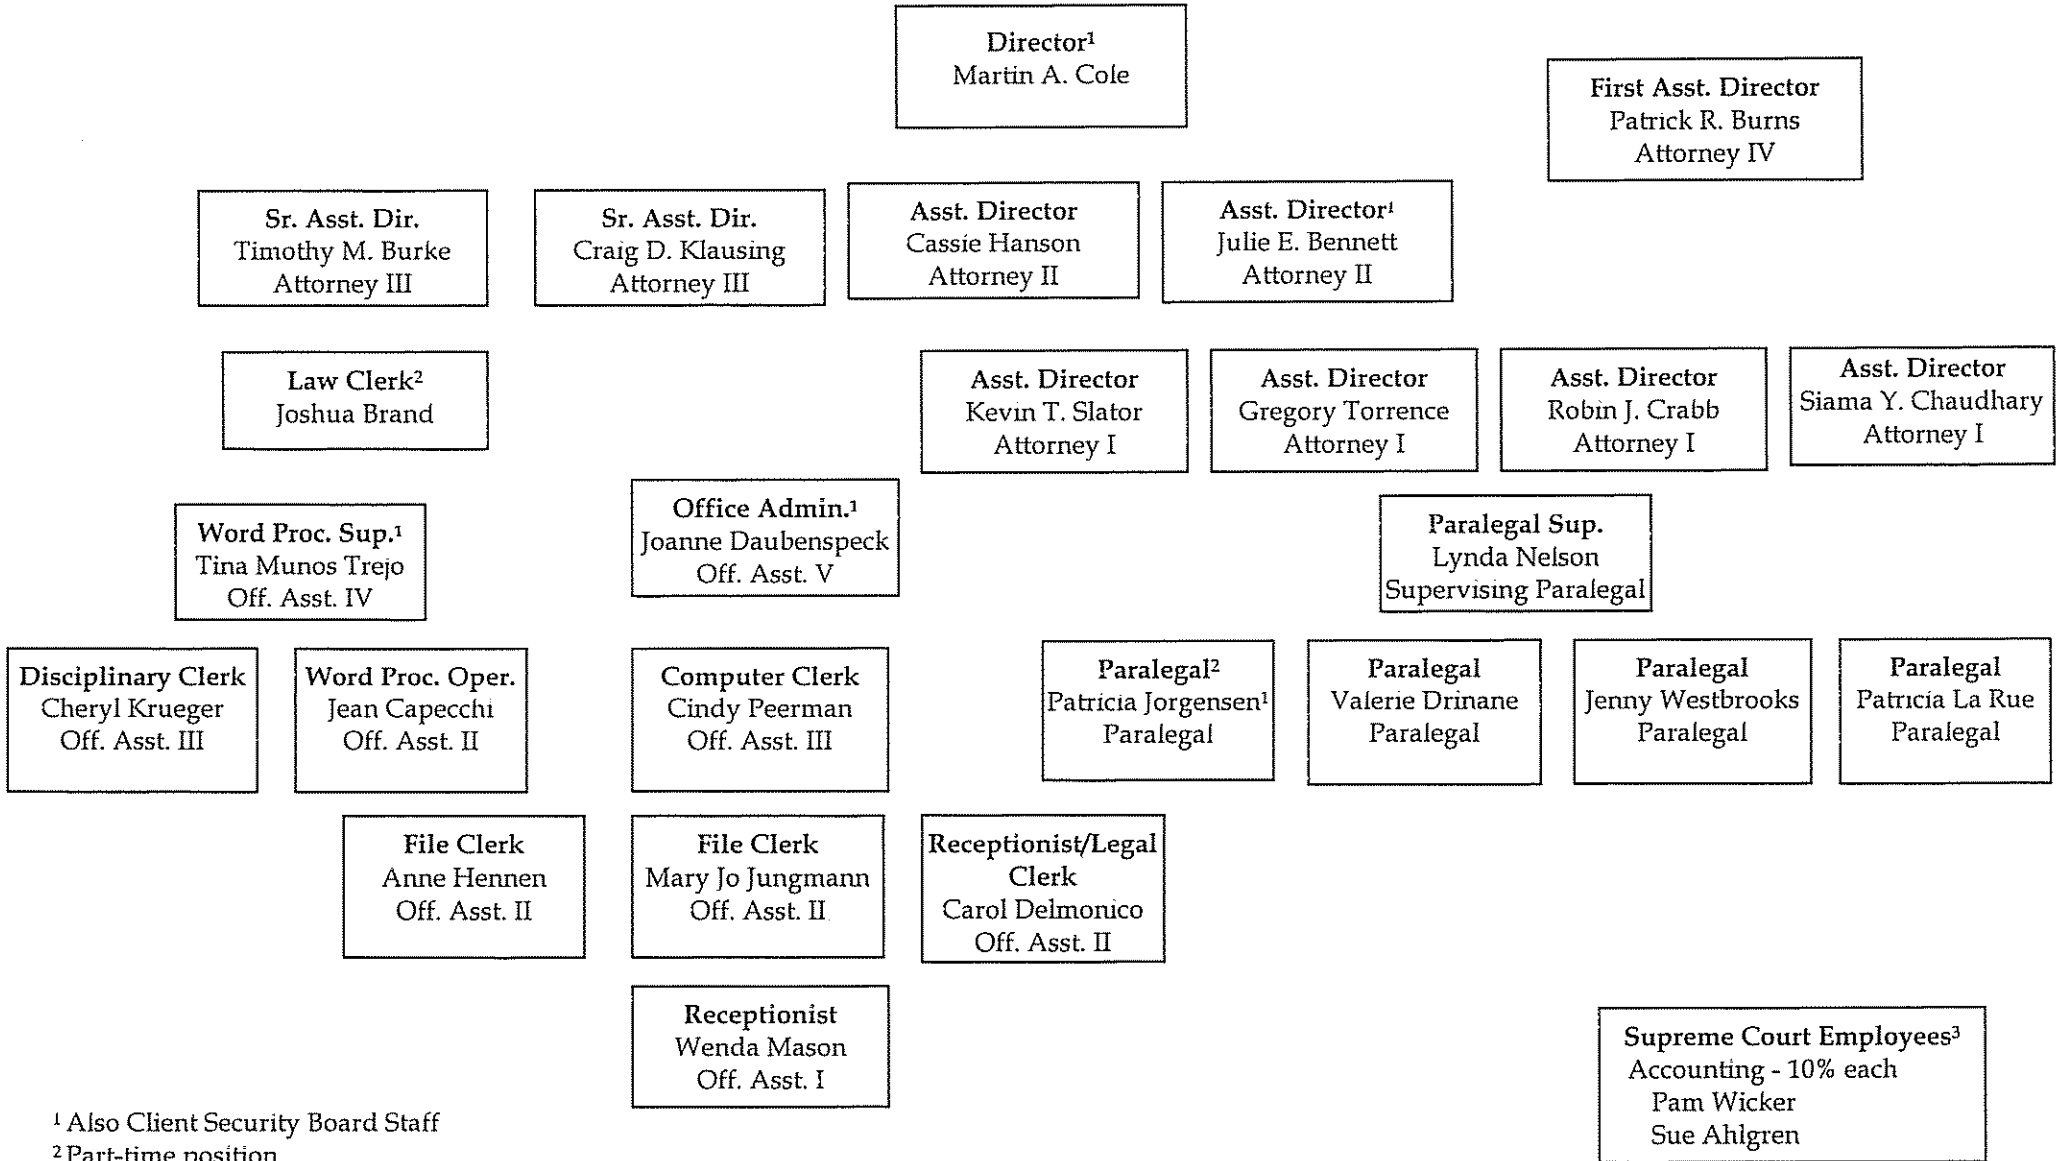 Director¹
Martin A. Cole
First Asst. Director
Patrick R. Burns
Attorney IV
Sr. Asst. Dir.
Timothy M. Burke
Attorney III
Sr. Asst. Dir.
Craig D. Klausing
Attorney III
Asst. Director
Cassie Hanson
Attorney II
Asst. Director¹
Julie E. Bennett
Attorney II
Law Clerk²
Joshua Brand
Asst. Director
Kevin T. Slator
Attorney I
Asst. Director
Gregory Torrence
Attorney I
Asst. Director
Robin J. Crabb
Attorney I
Asst. Director
Siama Y. Chaudhary
Attorney I
Word Proc. Sup.¹
Tina Munos Trejo
Off. Asst. IV
Office Admin.¹
Joanne Daubenspeck
Off. Asst. V
Paralegal Sup.
Lynda Nelson
Supervising Paralegal
Disciplinary Clerk
Cheryl Krueger
Off. Asst. III
Word Proc. Oper.
Jean Capecchi
Off. Asst. II
Computer Clerk
Cindy Peerman
Off. Asst. III
Paralegal²
Patricia Jorgensen¹
Paralegal
Paralegal
Valerie Drinane
Paralegal
Paralegal
Jenny Westbrooks
Paralegal
Paralegal
Patricia La Rue
Paralegal
File Clerk
Anne Hennen
Off. Asst. II
File Clerk
Mary Jo Jungmann
Off. Asst. II
Receptionist/Legal
Clerk
Carol Delmonico
Off. Asst. II
Receptionist
Wenda Mason
Off. Asst. I
Supreme Court Employees³
Accounting - 10% each
Pam Wicker
Sue Ahlgren
¹ Also Client Security Board Staff
² Part-time position